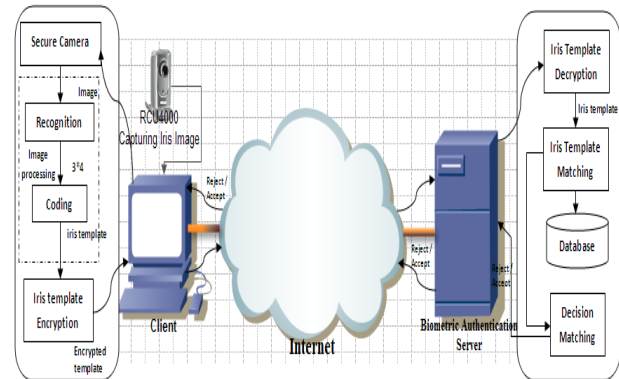 Secure Camera
Image
Recognition
Image
processing
3*4
Coding
iris template
Iris template
Encryption
Encrypted
template
RCU4000
Capturing Iris Image
Reject /
Accept
Client
Internet
Reject /
Accept
Biometric Authentication
Server
Reject /
Accept
Iris Template
Decryption
Iris template
Iris Template
Matching
Database
Decision
Matching